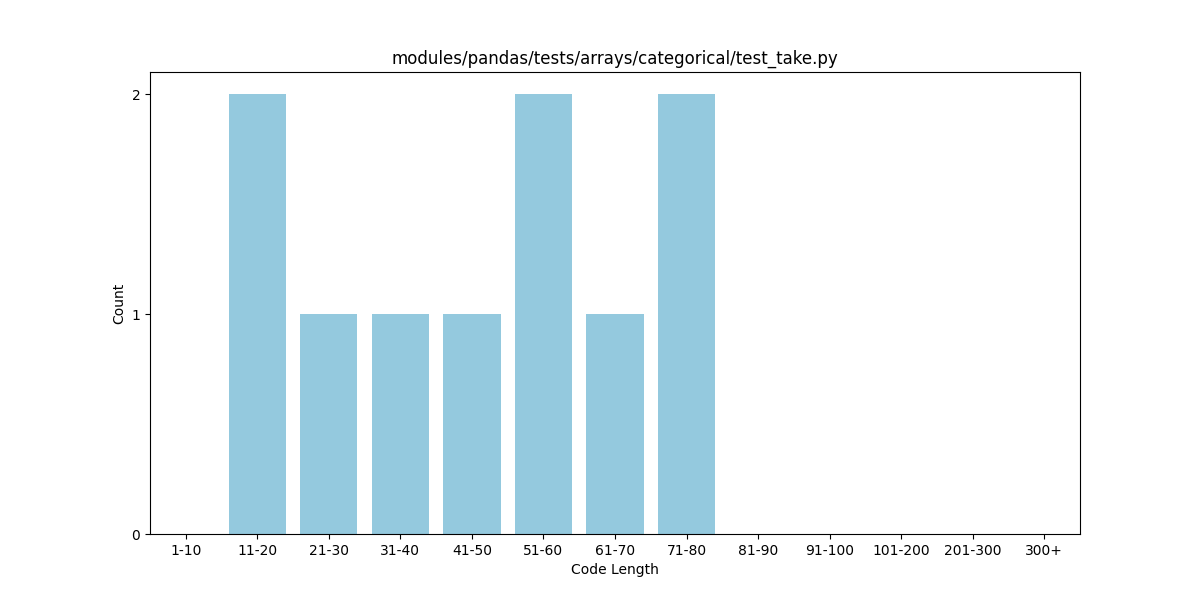 modules/pandas/tests/arrays/categorical/test_take.py
2
1
0
Count
1-10 11-20 21-30 31-40 41-50 51-60 61-70 71-80 81-90 91-100 101-200 201-300 300+
Code Length